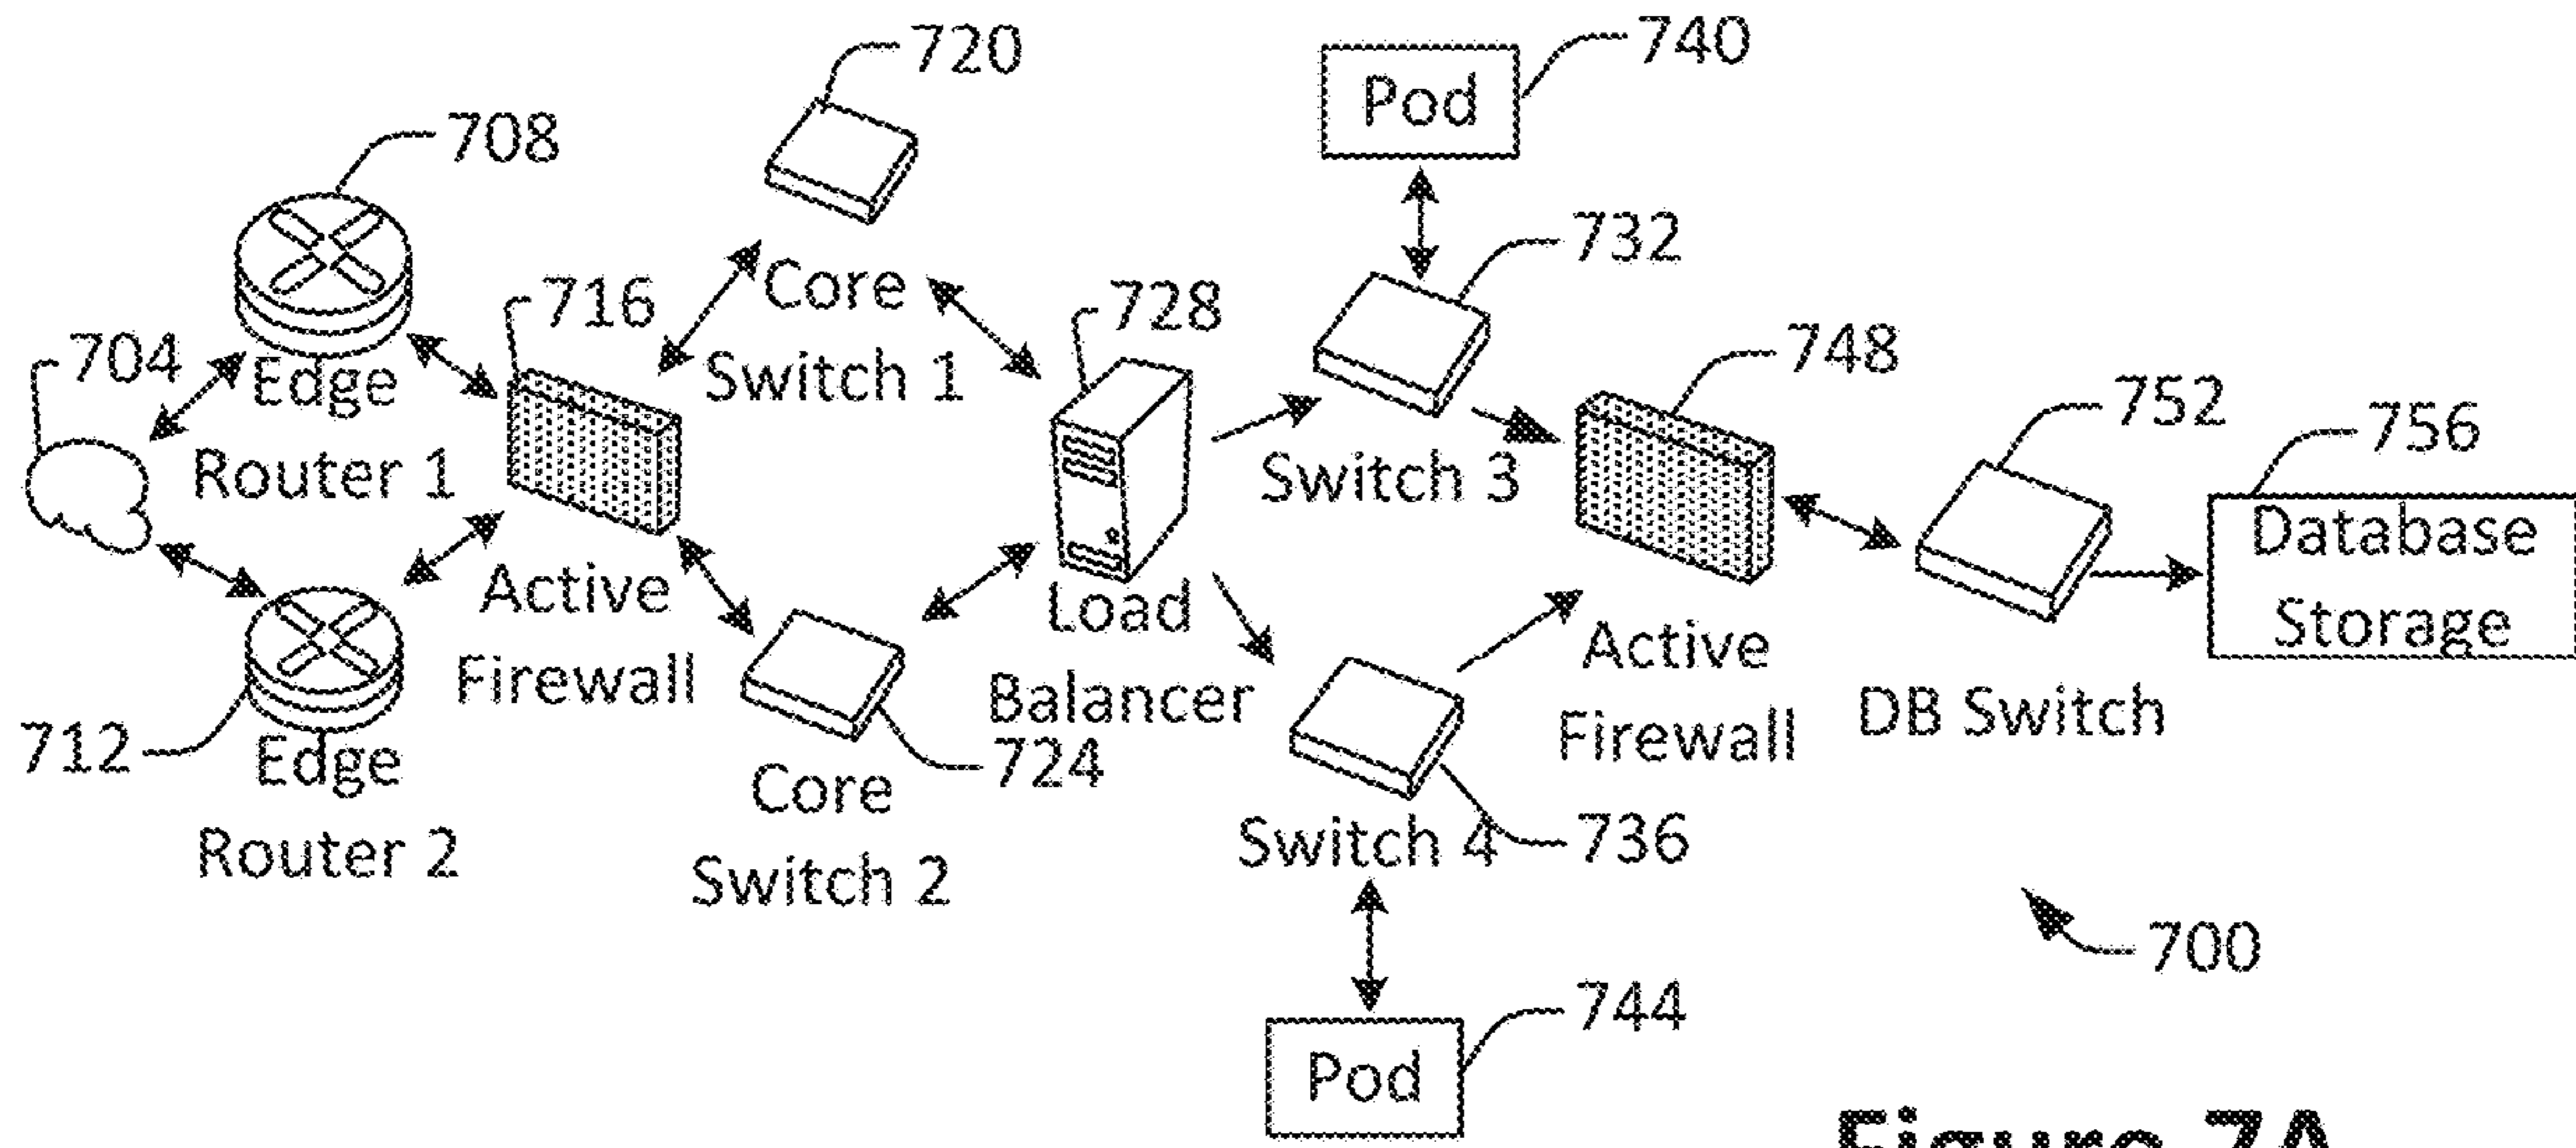 720
740
Pod
708
732
716
Core
728
748
704
Edge
Switch 1
752
756
Router 1
Switch 3
Database
Storage
Active
Firewall
Load
Balancer
Active
Firewall
DB Switch
712
Edge
Router 2
724
Core
Switch 2
Switch 4
736
700
744
Pod
Figure 7A